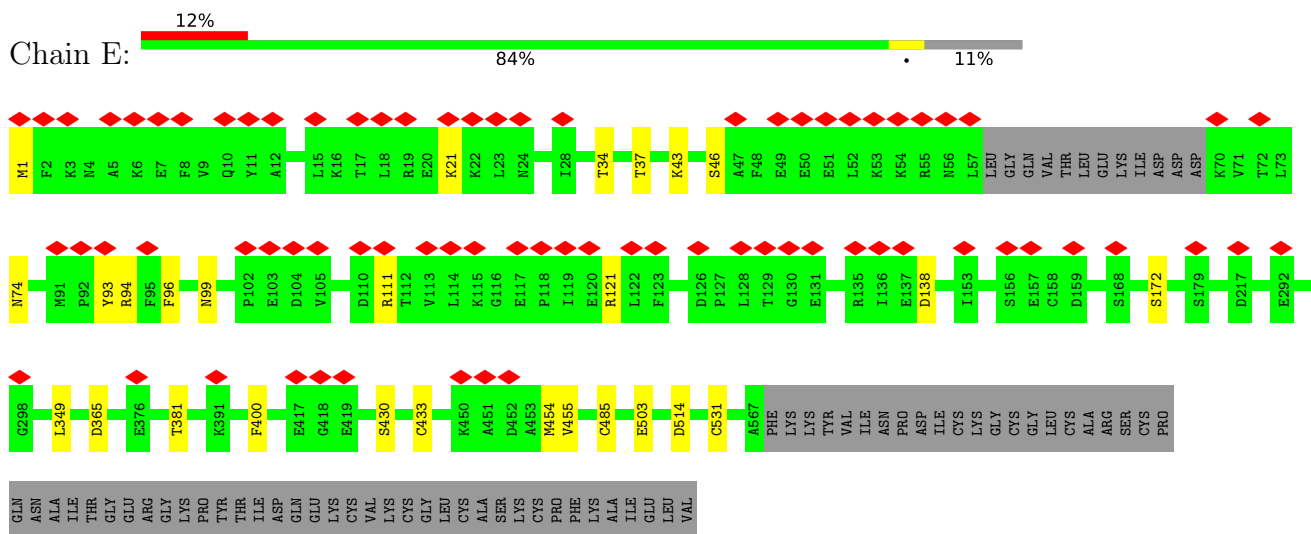 12%
Chain E:
84% • 11%
M1 F2 K3 N4 A5 K6 E7 F8 V9 Q10 Y11 A12 L15 K16 T17 L18 R19 E20 K21 K22 L23 N24 I28 T34 T37 K43 S46 A47 F48 E49 E50 E51 L52 K53 K54 R55 N56 L57 LEU GLY GLN VAL THR LEU GLU LYS ILE ASP ASP ASP K70 V71 T72 L73
N74 M91 P92 Y93 R94 F95 F96 N99 P102 E103 D104 V105 D110 R111 T112 V113 L114 K115 G116 E117 P118 I119 E120 R121 L122 F123 D126 P127 L128 T129 G130 E131 R135 I136 E137 D138 I153 S156 E157 C158 D159 S168 S172 S179 D217 E292
G298 L349 D365 E376 T381 K391 F400 E417 G418 E419 S430 C433 K450 A451 D452 A453 M454 V455 C485 E503 D514 C531 A567 PHE LYS LYS TYR VAL ILE ASN PRO ASP ILE CYS LYS GLY CYS GLY LEU CYS ALA ARG SER CYS PRO
GLN ASN ALA ILE THR GLY GLU ARG GLY LYS PRO TYR THR ILE ASP GLN GLU LYS CYS VAL LYS CYS GLY LEU CYS ALA SER LYS CYS PRO PHE LYS ALA ILE GLU LEU VAL